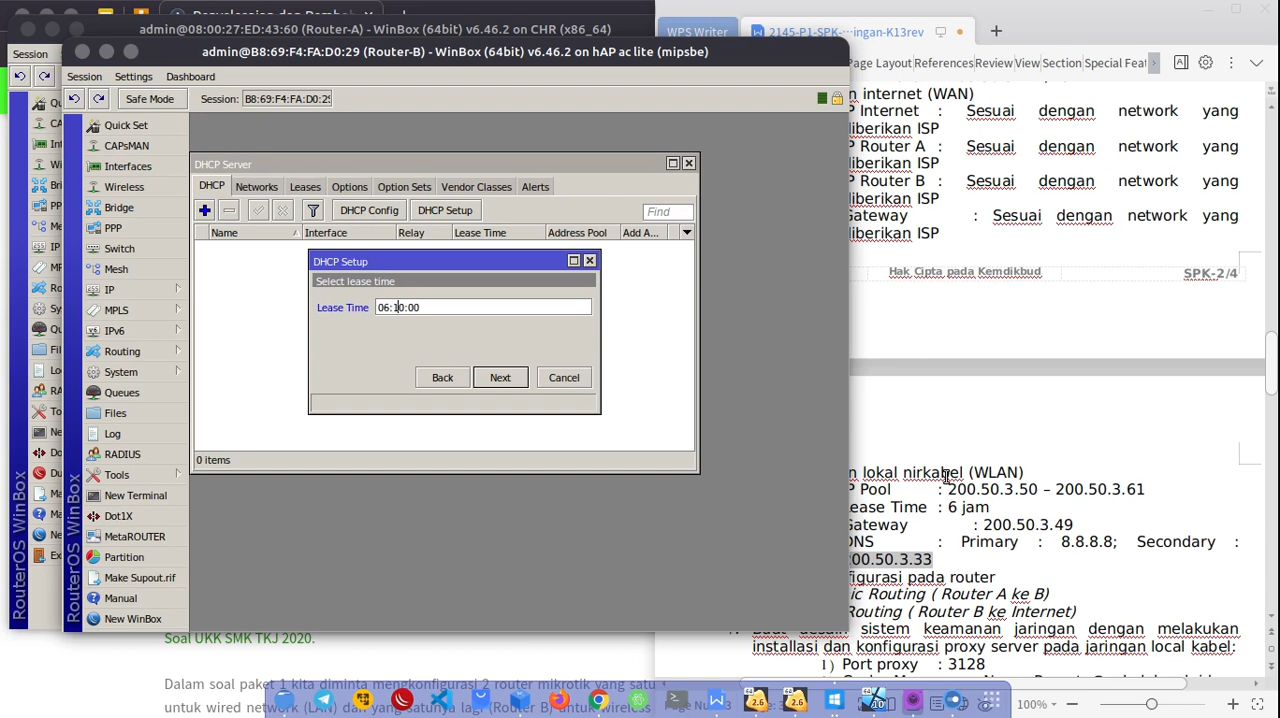 admin@08:00:27:ED:43:60 (Router-A) - WinBox (64bit) v6.46.2 on CHR (x86_64)
Session
admin@B8:69:F4:FA:D0:29 (Router-B) - WinBox (64bit) v6.46.2 on hAP ac lite (mipsbe)
Session Settings Dashboard
Safe Mode
Session: B8:69:F4:FA:D0:29
RouterOS WinBox
RouterOS WinBox
Quick Set
CAPsMAN
Interfaces
Wireless
Bridge
PPP
Switch
Mesh
IP
MPLS
IPv6
Routing
System
Queues
Files
Log
RADIUS
Tools
New Terminal
Dot1X
MetaROUTER
Partition
Make Supout.rif
Manual
New WinBox
DHCP Server
DHCP Networks Leases Options Option Sets Vendor Classes Alerts
DHCP Config DHCP Setup Find
Name Interface Relay Lease Time Address Pool Add A...
DHCP Setup
Select lease time
Lease Time 06:10:00
Back Next Cancel
0 items
WPS Writer
2145-P1-SPK-···ingan-K13rev
Page Layout References Review View Section Special Feat
n internet (WAN)
P Internet : Sesuai dengan network yang
diberikan ISP
P Router A : Sesuai dengan network yang
diberikan ISP
P Router B : Sesuai dengan network yang
diberikan ISP
Gateway : Sesuai dengan network yang
diberikan ISP
Hak Cipta pada Kemdikbud SPK-2/4
n lokal nirkabel (WLAN)
P Pool : 200.50.3.50 – 200.50.3.61
Lease Time : 6 jam
Gateway : 200.50.3.49
DNS : Primary : 8.8.8.8; Secondary :
200.50.3.33
figurasi pada router
ic Routing ( Router A ke B)
Routing ( Router B ke Internet)
desain sistem keamanan jaringan dengan melakukan
installasi dan konfigurasi proxy server pada jaringan local kabel:
1) Port proxy : 3128
100%
Soal UKK SMK TKJ 2020.
Dalam soal paket 1 kita diminta mengkonfigurasi 2 router mikrotik yang satu
untuk wired network (LAN) dan yang satunya lagi (Router B) untuk wireless